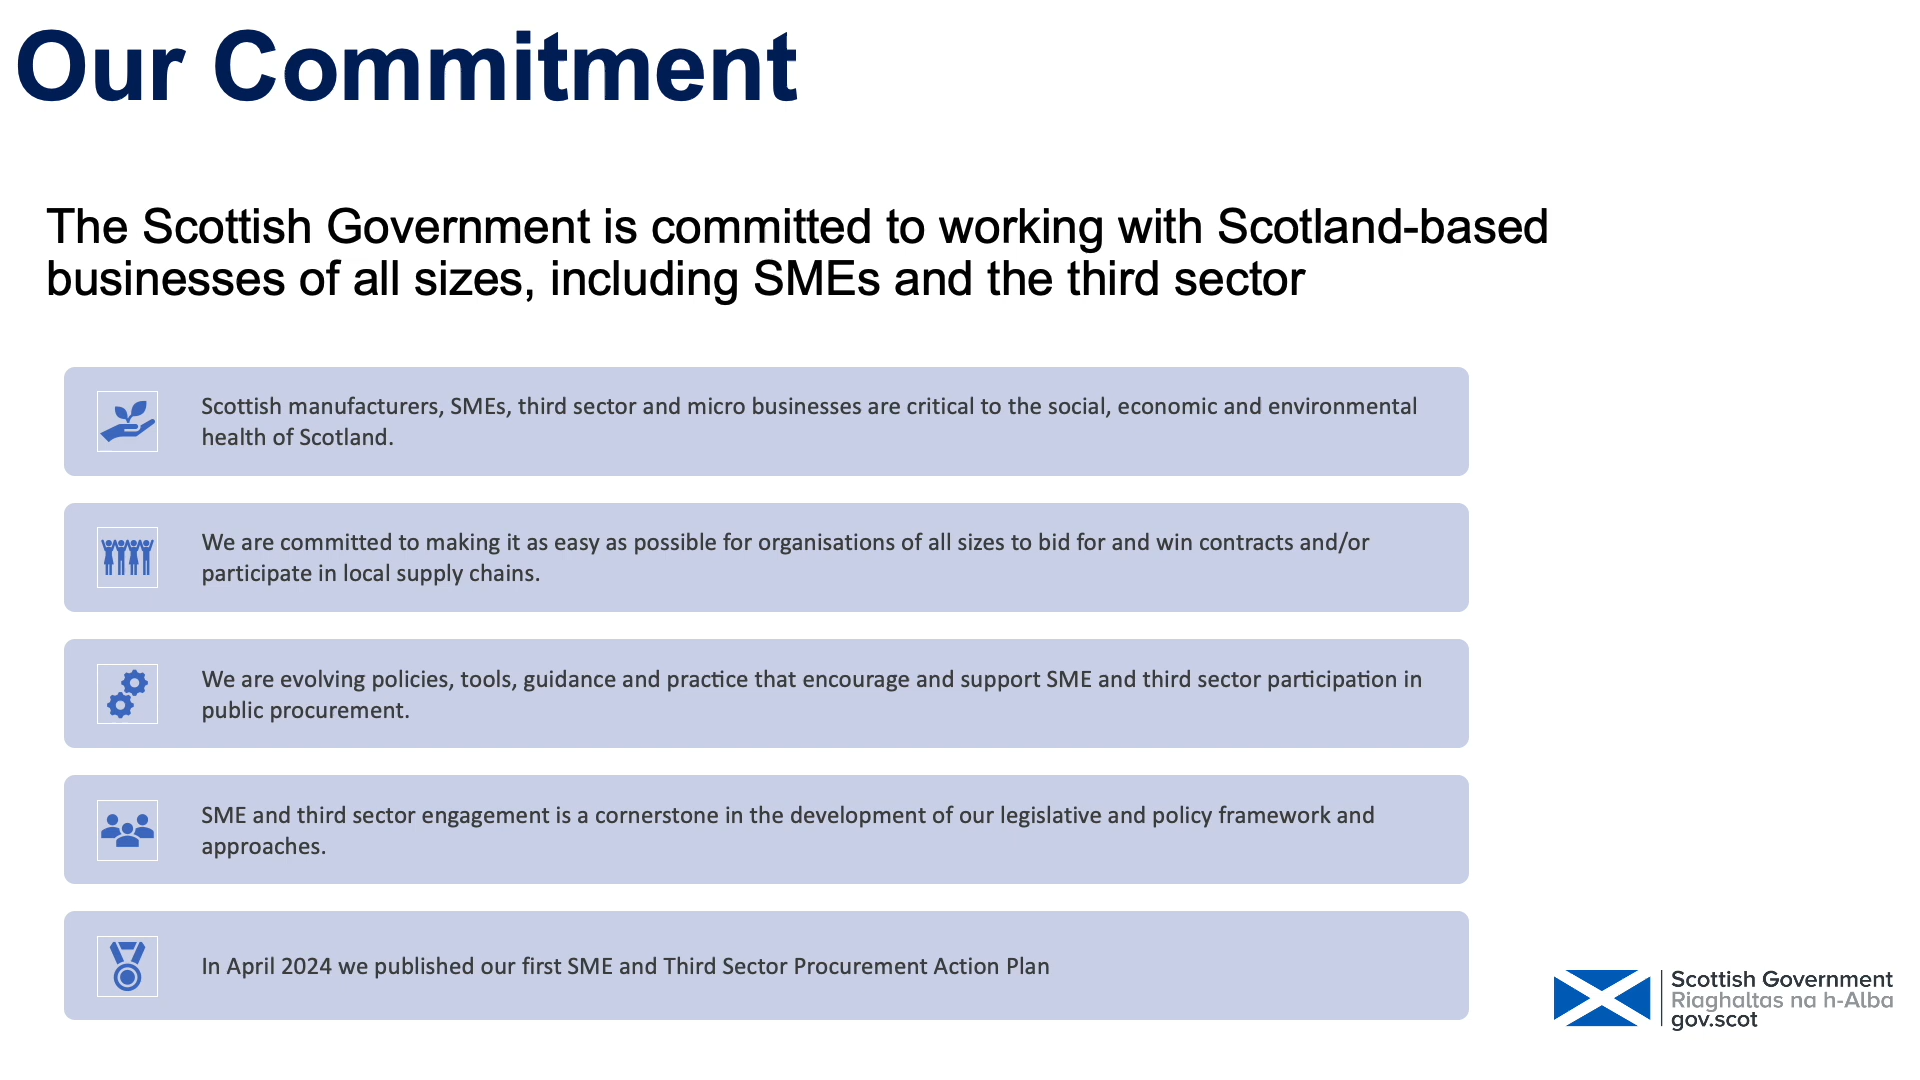 Our Commitment
The Scottish Government is committed to working with Scotland-based
businesses of all sizes, including SMEs and the third sector
Scottish manufacturers, SMEs, third sector and micro businesses are critical to the social, economic and environmental
health of Scotland.
We are committed to making it as easy as possible for organisations of all sizes to bid for and win contracts and/or
participate in local supply chains.
We are evolving policies, tools, guidance and practice that encourage and support SME and third sector participation in
public procurement.
SME and third sector engagement is a cornerstone in the development of our legislative and policy framework and
approaches.
In April 2024 we published our first SME and Third Sector Procurement Action Plan
Scottish Government
Riaghaltas na h-Alba
gov.scot